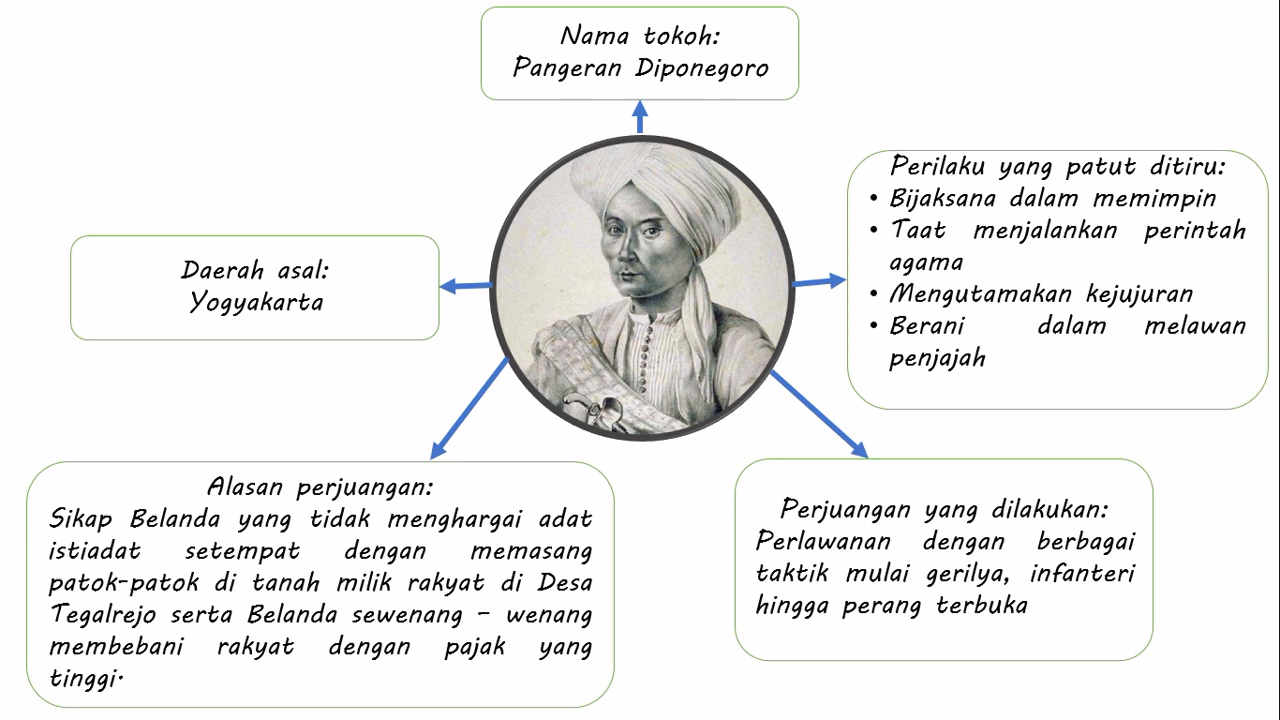 Nama tokoh:
Pangeran Diponegoro
Perilaku yang patut ditiru:
• Bijaksana dalam memimpin
• Taat menjalankan perintah
agama
• Mengutamakan kejujuran
• Berani dalam melawan
penjajah
Daerah asal:
Yogyakarta
Alasan perjuangan:
Sikap Belanda yang tidak menghargai adat
istiadat setempat dengan memasang
patok-patok di tanah milik rakyat di Desa
Tegalrejo serta Belanda sewenang – wenang
membebani rakyat dengan pajak yang
tinggi.
Perjuangan yang dilakukan:
Perlawanan dengan berbagai
taktik mulai gerilya, infanteri
hingga perang terbuka